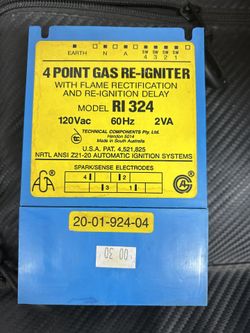 EARTH N A SW 4 SW 3 SW 2 SW 1
4 POINT GAS RE-IGNITER
WITH FLAME RECTIFICATION
AND RE-IGNITION DELAY
MODEL RI 324
120Vac 60Hz 2VA
TECHNICAL COMPONENTS Pty. Ltd.
Hendon 5014
Made in South Australia
U.S.A. PAT. 4,521,825
NRTL ANSI Z21-20 AUTOMATIC IGNITION SYSTEMS
SPARK/SENSE ELECTRODES
4 2
3 1
20-01-924-04